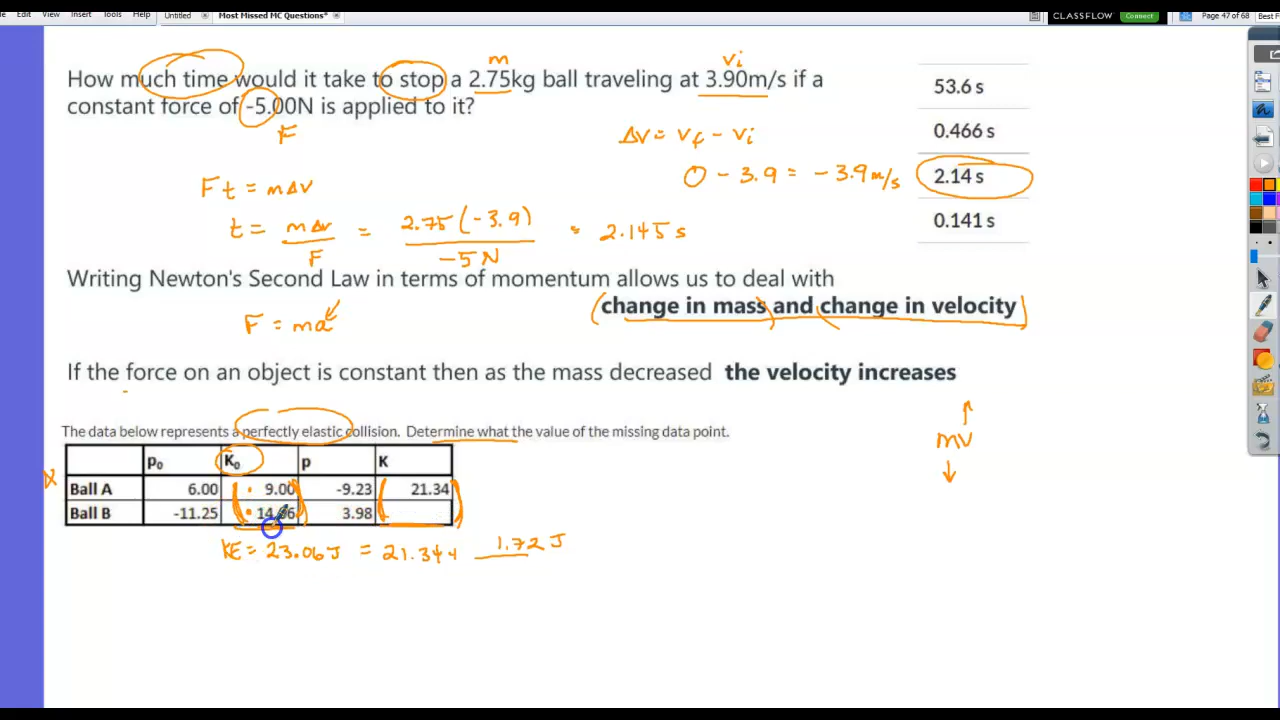 Edit View Insert Tools Help
Untitled Most Missed MC Questions* CLASSFLOW Connect Page 47 of 68 Best F
m vi
How much time would it take to stop a 2.75kg ball traveling at 3.90m/s if a
constant force of -5.00N is applied to it?
F
53.6 s
0.466 s
2.14 s
0.141 s
Δv = vf - vi
0 - 3.9 = -3.9 m/s
Ft = mΔv
t = mΔv/F = 2.75(-3.9)/-5N = 2.145 s
Writing Newton's Second Law in terms of momentum allows us to deal with
(change in mass) and (change in velocity)
F = ma
If the force on an object is constant then as the mass decreased the velocity increases
mv
The data below represents a perfectly elastic collision. Determine what the value of the missing data point.
p₀ K₀ p K
Ball A 6.00 9.00 -9.23 21.34
Ball B -11.25 3.98
KE = 23.06 J = 21.34 + 1.72 J